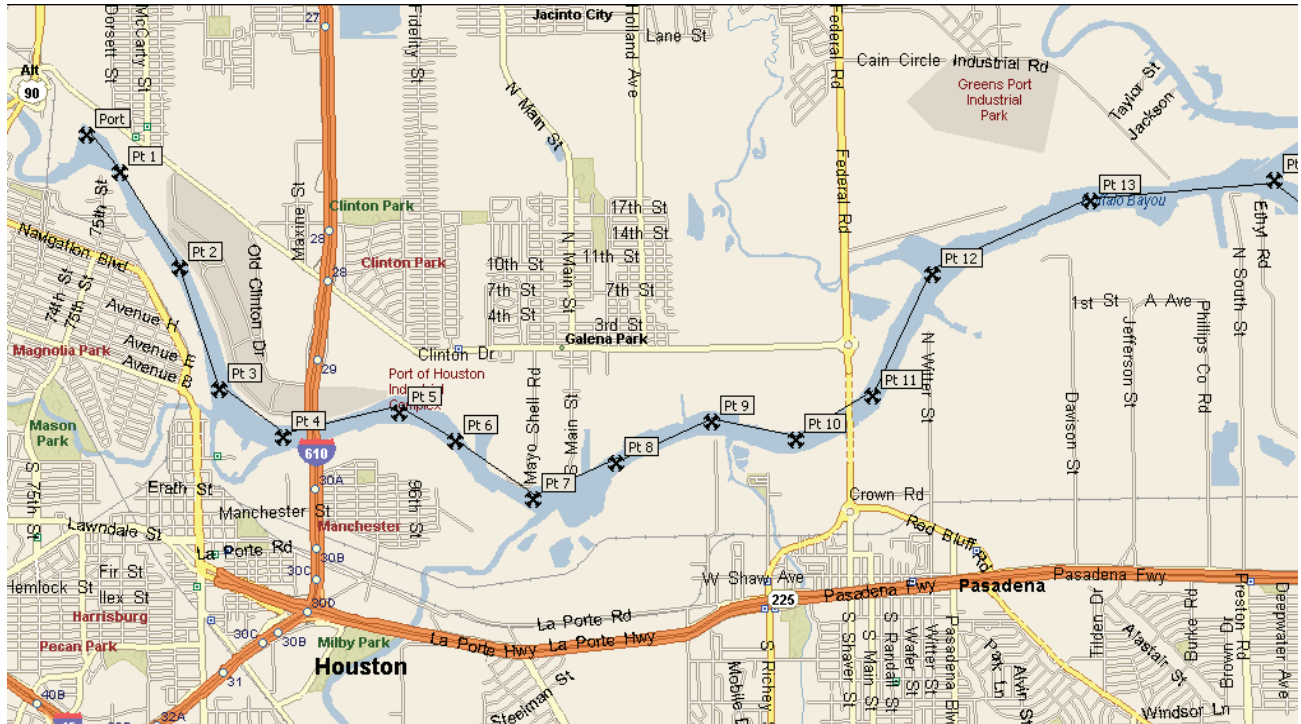 Jacinto City
Dorsett St
McCarty St
27
Fidelity St
N Main St
Holland Ave
Lane St
Federal Rd
Cain Circle
Industrial Rd
Greens Port
Industrial
Park
Taylor St
Jackson
Alt
90
Port
Pt 1
75th St
Pt 2
Navigation Blvd
74th St
75th St
Old Clinton Dr
Maxine St
28
28
Clinton Park
Clinton Park
17th St
14th St
11th St
10th St
7th St
7th St
4th St
3rd St
N Main St
Galena Park
Federal Rd
Pt 12
Pt 13
Buffalo Bayou
Pt
Ethyl Rd
N South St
1st St
A Ave
Phillips Co Rd
Jefferson St
Davison St
N Witter St
Avenue H
Avenue E
Avenue B
Magnolia Park
Pt 3
Mason
Park
29
Clinton Dr
Port of Houston
Industrial
Complex
Pt 4
Pt 5
Pt 6
Mayo Shell Rd
S Main St
Pt 7
Pt 8
Pt 9
Pt 10
Pt 11
610
S 75th St
Erath St
Manchester St
Manchester
96th St
30A
30B
30C
30D
Lawndale St
La Porte Rd
Fir St
Ilex St
Hemlock St
Harrisburg
Pecan Park
30C
30B
31
32A
40B
Milby Park
Houston
La Porte Hwy
La Porte Rd
La Porte Hwy
Steelman St
Crown Rd
Red Bluff Rd
W Shaw Ave
225
Pasadena Fwy
Pasadena
Pasadena Fwy
Mobile Dr
S Richey
S Shaver St
S Main St
S Randall St
Wafer St
Witter St
Pasadena Blvd
Park Ln
Alvin St
Tilden Dr
Alastair St
Burke Rd
Brown Dr
Preston Rd
Deepwater Ave
Windsor Ln